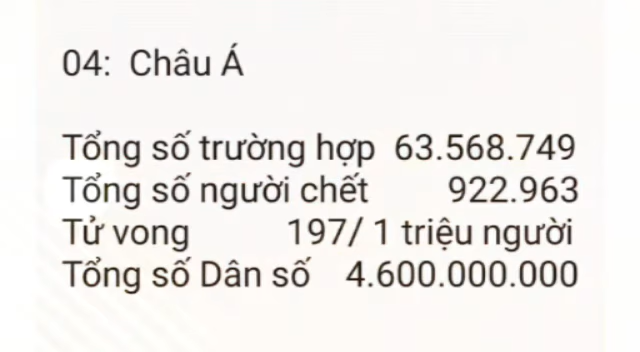 04: Châu Á
Tổng số trường hợp 63.568.749
Tổng số người chết 922.963
Tử vong 197/ 1 triệu người
Tổng số Dân số 4.600.000.000